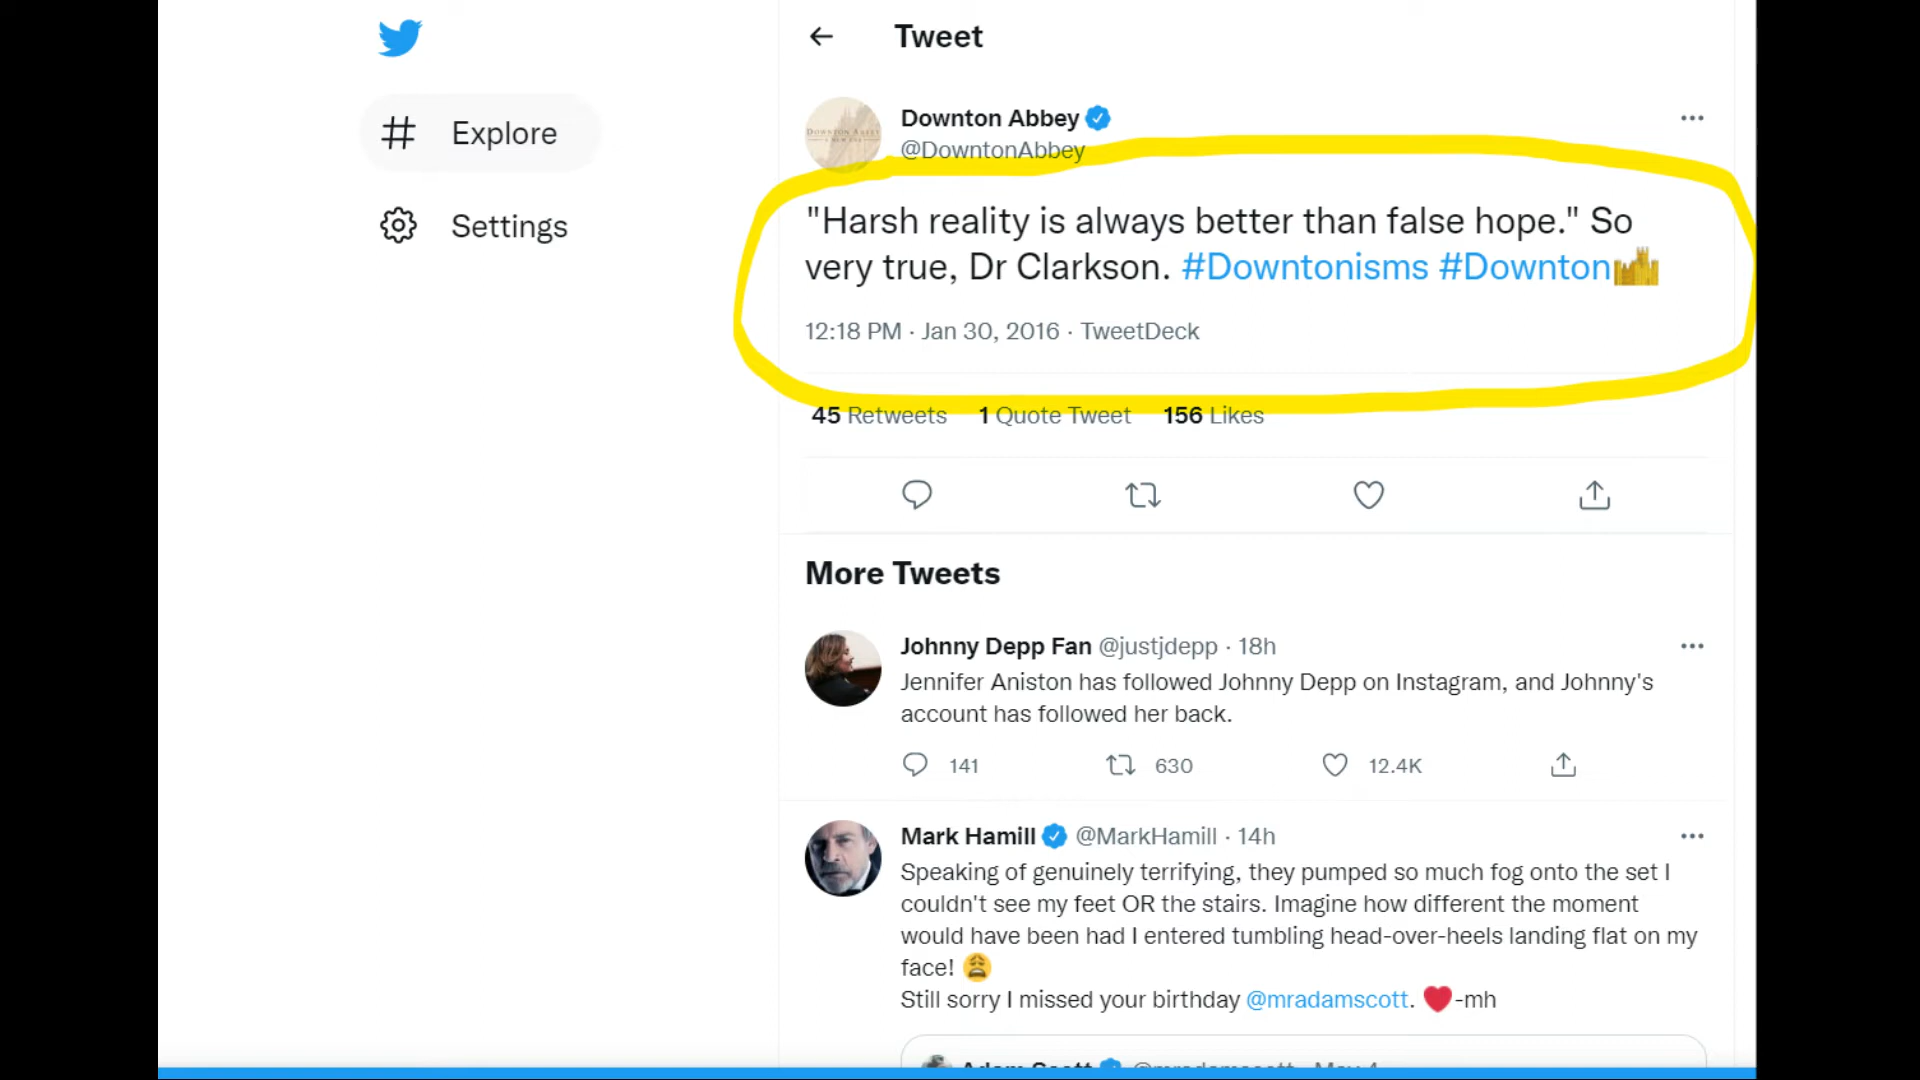 Tweet
Explore
Settings
Downton Abbey
@DowntonAbbey
"Harsh reality is always better than false hope." So
very true, Dr Clarkson. #Downtonisms #Downton
12:18 PM · Jan 30, 2016 · TweetDeck
45 Retweets 1 Quote Tweet 156 Likes
More Tweets
Johnny Depp Fan @justjdepp · 18h
Jennifer Aniston has followed Johnny Depp on Instagram, and Johnny's
account has followed her back.
141 630 12.4K
Mark Hamill @MarkHamill · 14h
Speaking of genuinely terrifying, they pumped so much fog onto the set I
couldn't see my feet OR the stairs. Imagine how different the moment
would have been had I entered tumbling head-over-heels landing flat on my
face! 😩
Still sorry I missed your birthday @mradamscott. ❤️-mh
Adam Scott @mradamscott · May 4